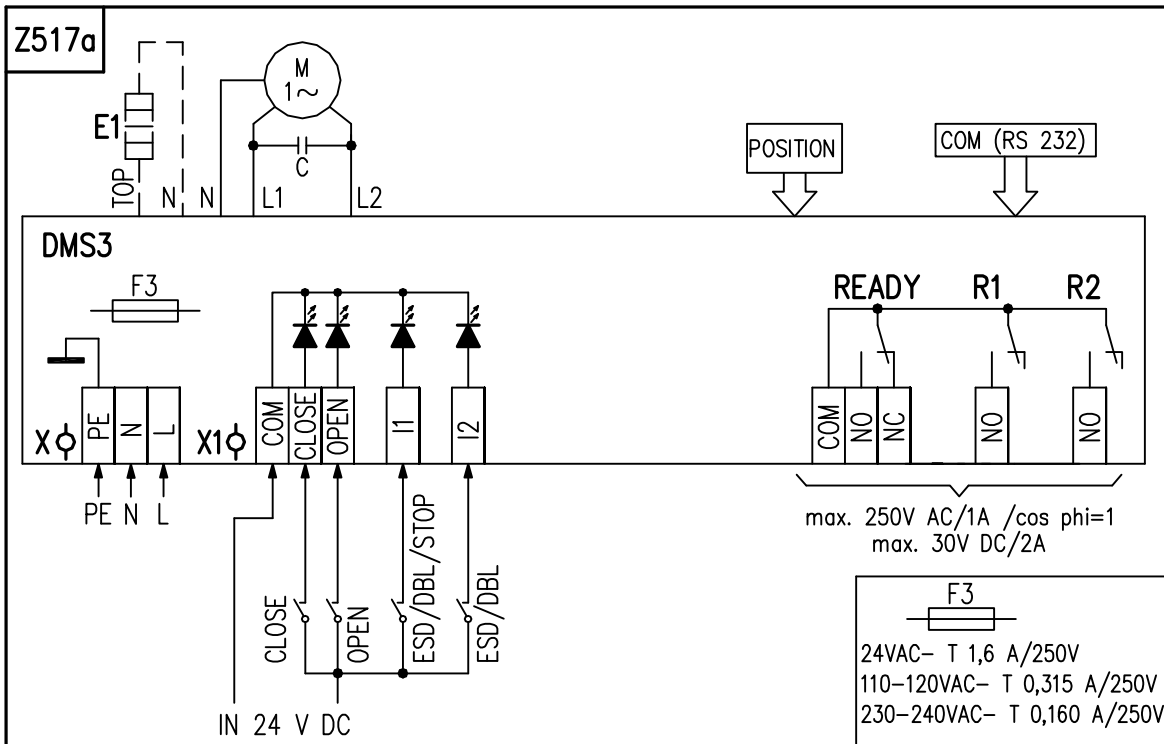 Z517a
M
1~
E1
C
TOP
N
N
L1
L2
POSITION
COM (RS 232)
DMS3
F3
READY
R1
R2
X
PE
N
L
X1
COM
CLOSE
OPEN
I1
I2
COM
NO
NC
NO
NO
PE N L
max. 250V AC/1A /cos phi=1
max. 30V DC/2A
CLOSE
OPEN
ESD/DBL/STOP
ESD/DBL
IN 24 V DC
F3
24VAC- T 1,6 A/250V
110-120VAC- T 0,315 A/250V
230-240VAC- T 0,160 A/250V